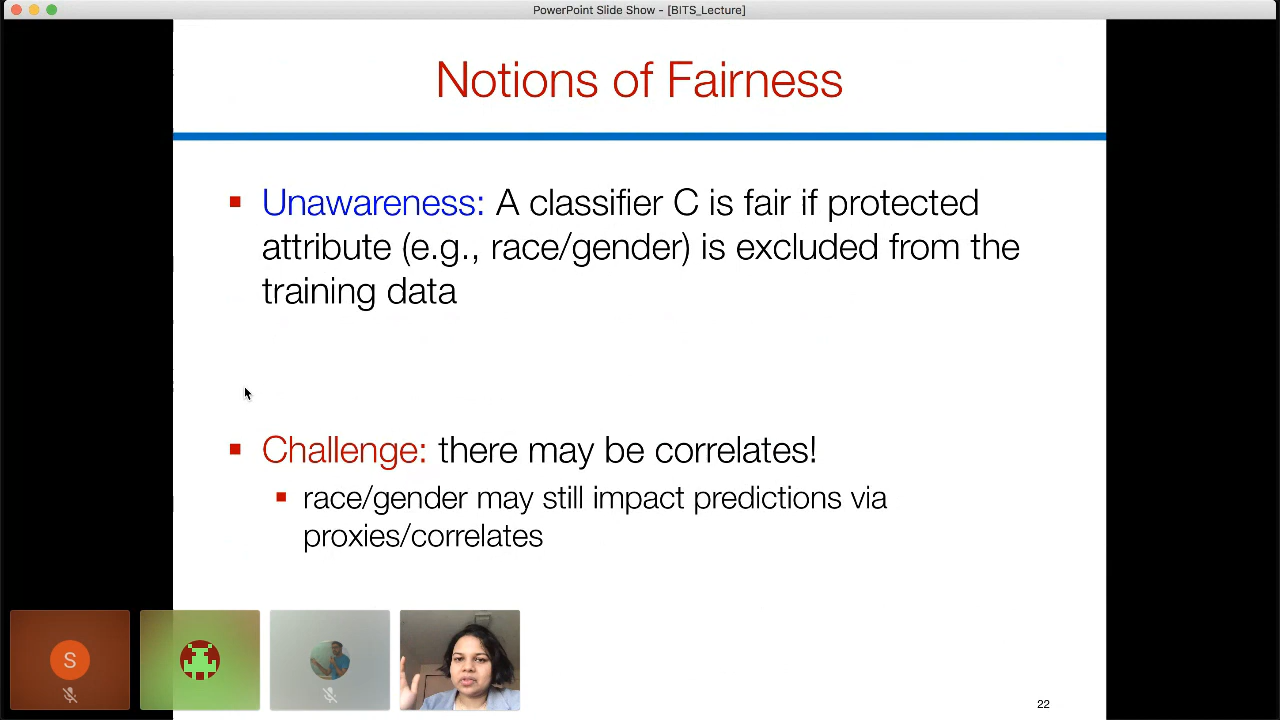 PowerPoint Slide Show - [BITS_Lecture]
Notions of Fairness
Unawareness: A classifier C is fair if protected
attribute (e.g., race/gender) is excluded from the
training data
Challenge: there may be correlates!
race/gender may still impact predictions via
proxies/correlates
S
22